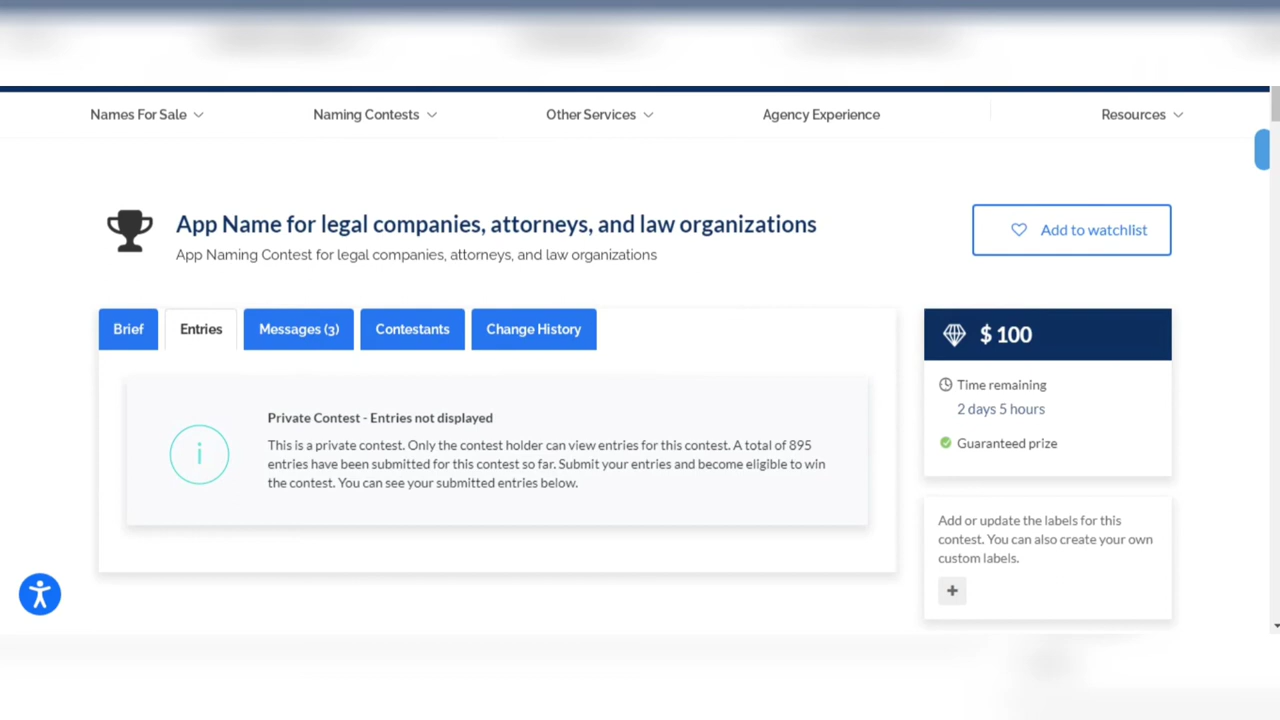 Names For Sale
Naming Contests
Other Services
Agency Experience
Resources
App Name for legal companies, attorneys, and law organizations
App Naming Contest for legal companies, attorneys, and law organizations
Add to watchlist
Brief
Entries
Messages (3)
Contestants
Change History
Private Contest - Entries not displayed
This is a private contest. Only the contest holder can view entries for this contest. A total of 895
entries have been submitted for this contest so far. Submit your entries and become eligible to win
the contest. You can see your submitted entries below.
$ 100
Time remaining
2 days 5 hours
Guaranteed prize
Add or update the labels for this
contest. You can also create your own
custom labels.